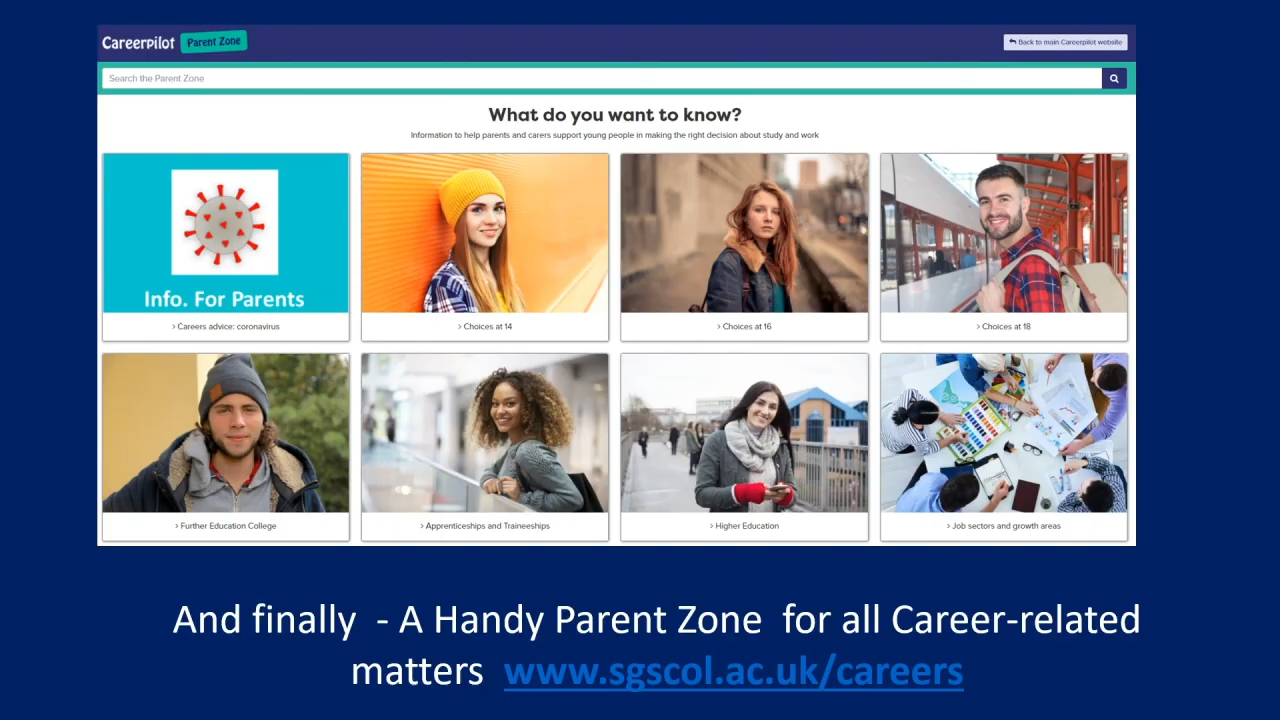 Careerpilot Parent Zone
Back to main Careerpilot website
Search the Parent Zone
What do you want to know?
Information to help parents and carers support young people in making the right decision about study and work
Info. For Parents
> Careers advice: coronavirus
> Choices at 14
> Choices at 16
> Choices at 18
> Further Education College
> Apprenticeships and Traineeships
> Higher Education
> Job sectors and growth areas
And finally - A Handy Parent Zone for all Career-related
matters www.sgscol.ac.uk/careers